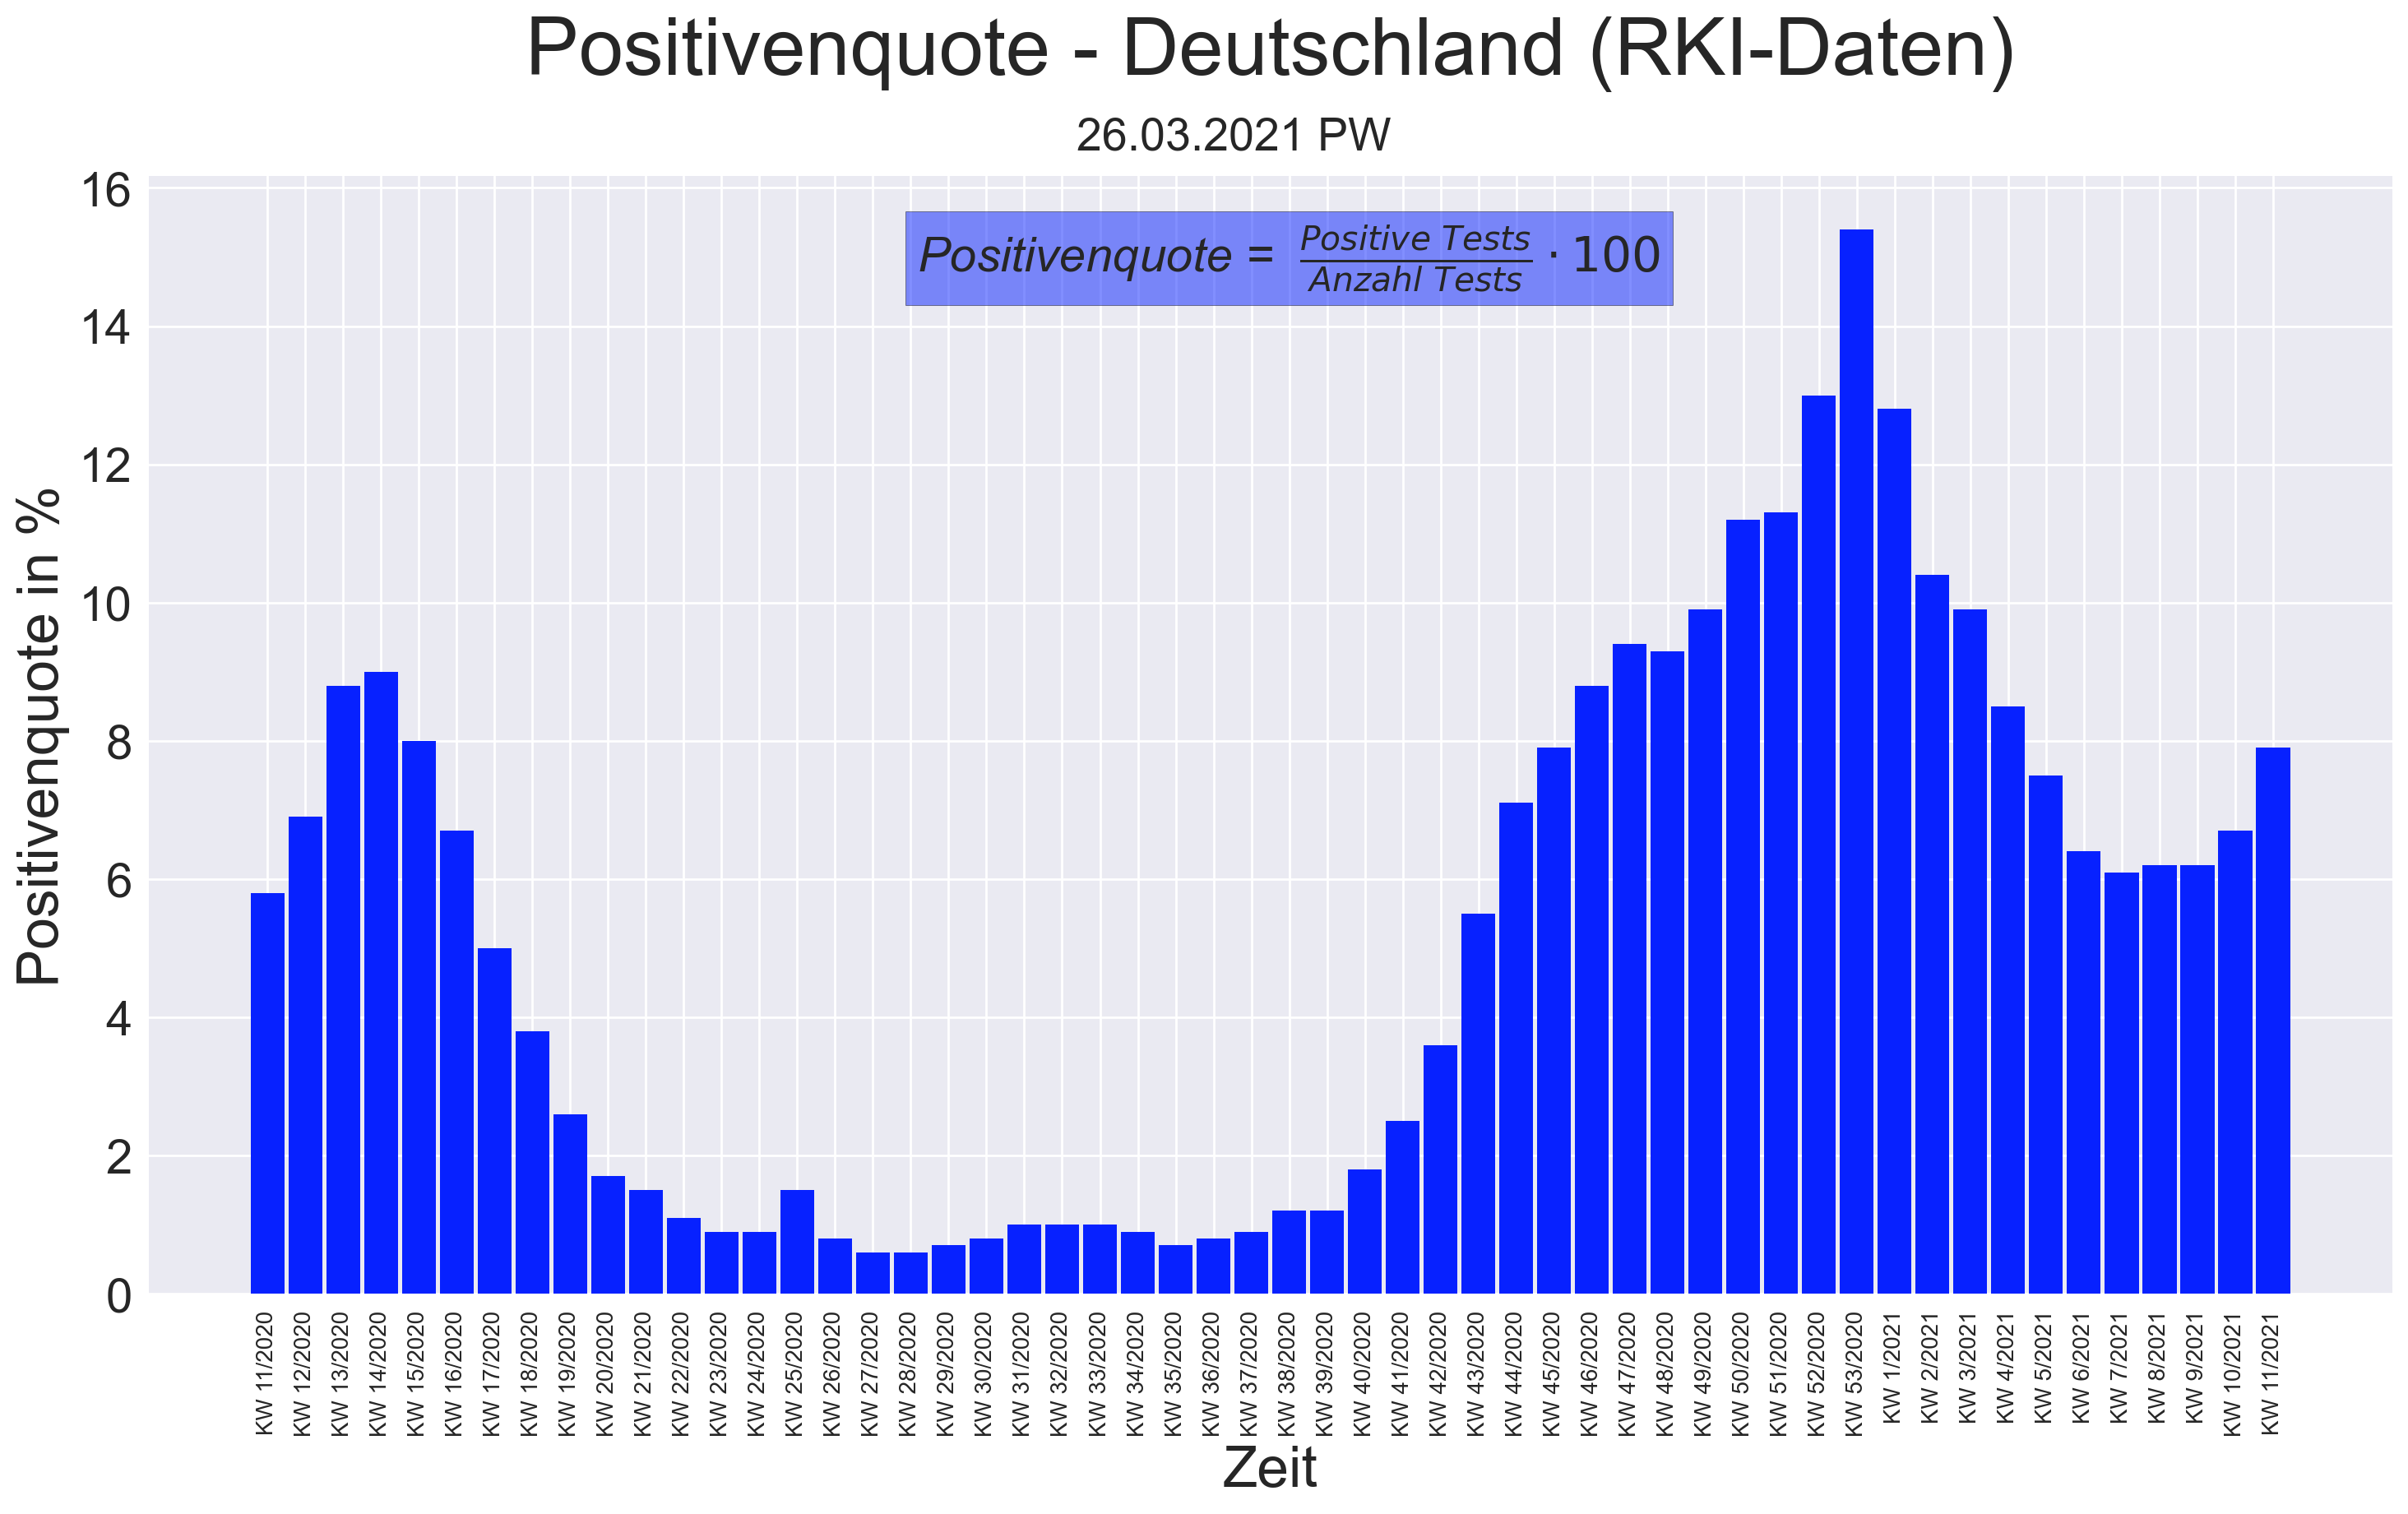 Positivenquote - Deutschland (RKI-Daten)
26.03.2021 PW
Positivenquote = Positive Tests / Anzahl Tests · 100
Positivenquote in %
16
14
12
10
8
6
4
2
0
KW 11/2020
KW 12/2020
KW 13/2020
KW 14/2020
KW 15/2020
KW 16/2020
KW 17/2020
KW 18/2020
KW 19/2020
KW 20/2020
KW 21/2020
KW 22/2020
KW 23/2020
KW 24/2020
KW 25/2020
KW 26/2020
KW 27/2020
KW 28/2020
KW 29/2020
KW 30/2020
KW 31/2020
KW 32/2020
KW 33/2020
KW 34/2020
KW 35/2020
KW 36/2020
KW 37/2020
KW 38/2020
KW 39/2020
KW 40/2020
KW 41/2020
KW 42/2020
KW 43/2020
KW 44/2020
KW 45/2020
KW 46/2020
KW 47/2020
KW 48/2020
KW 49/2020
KW 50/2020
KW 51/2020
KW 52/2020
KW 53/2020
KW 1/2021
KW 2/2021
KW 3/2021
KW 4/2021
KW 5/2021
KW 6/2021
KW 7/2021
KW 8/2021
KW 9/2021
KW 10/2021
KW 11/2021
Zeit